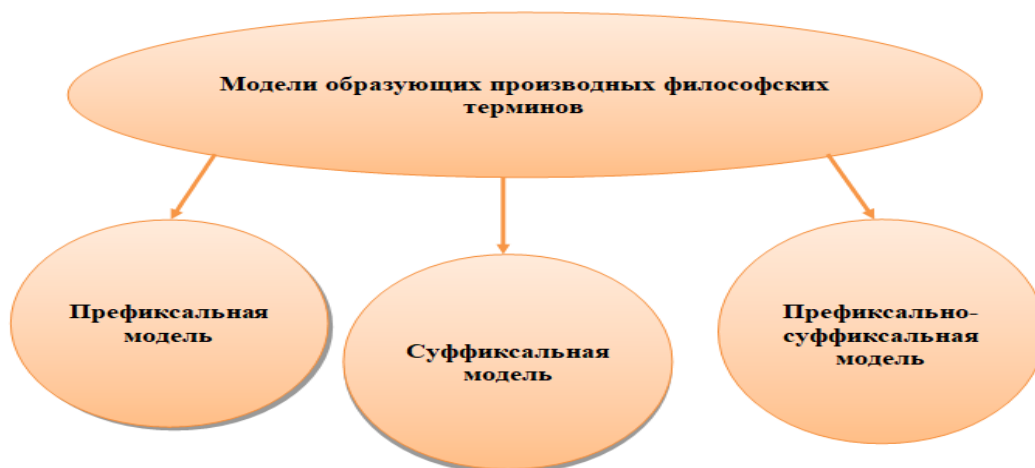 Модели образующих производных философских
терминов
Префиксальная
модель
Суффиксальная
модель
Префиксально-
суффиксальная
модель